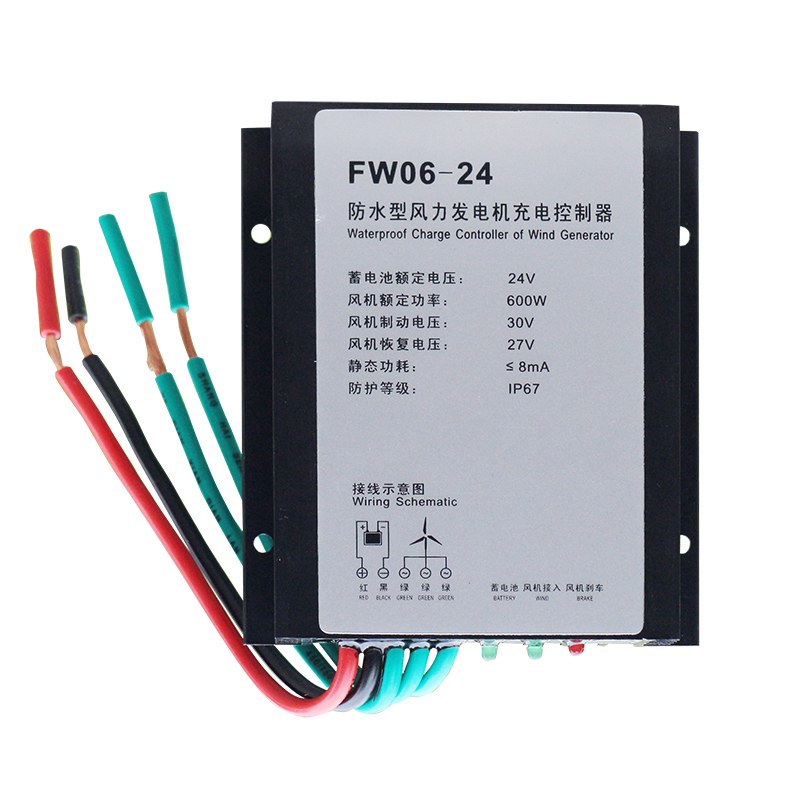 FW06-24
防水型风力发电机充电控制器
Waterproof Charge Controller of Wind Generator
蓄电池额定电压: 24V
风机额定功率: 600W
风机制动电压: 30V
风机恢复电压: 27V
静态功耗: ≤ 8mA
防护等级: IP67
接线示意图
Wiring Schematic
+ −
+ − ~ ~ ~
红 黑 绿 绿 绿
RED BLACK GREEN GREEN GREEN
蓄电池 风机接入 风机刹车
BATTERY WIND BRAKE
SHANG HAI